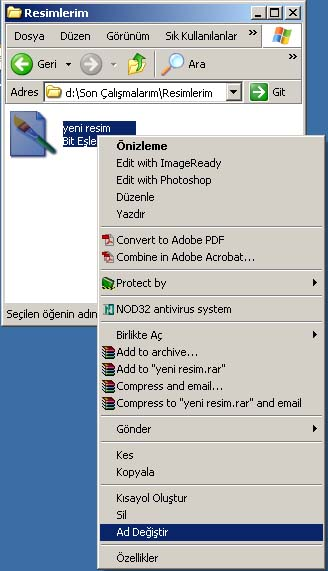 Resimlerim
Dosya Düzen Görünüm Sık Kullanılanlar »
Geri Ara
Adres d:\Son Çalışmalarım\Resimlerim Git
yeni resim
Bit Eşle
Önizleme
Edit with ImageReady
Edit with Photoshop
Düzenle
Yazdır
Convert to Adobe PDF
Combine in Adobe Acrobat...
Protect by
NOD32 antivirus system
Birlikte Aç
Add to archive...
Add to "yeni resim.rar"
Compress and email...
Compress to "yeni resim.rar" and email
Gönder
Kes
Kopyala
Kısayol Oluştur
Sil
Ad Değiştir
Özellikler
Seçilen öğenin adın